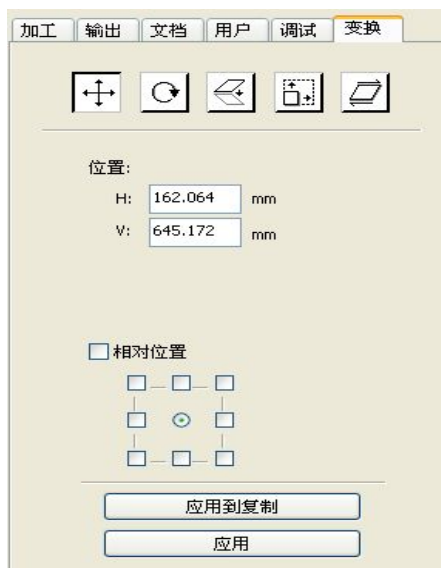 加工 输出 文档 用户 调试 变换
位置:
H: 162.064 mm
V: 645.172 mm
相对位置
应用到复制
应用